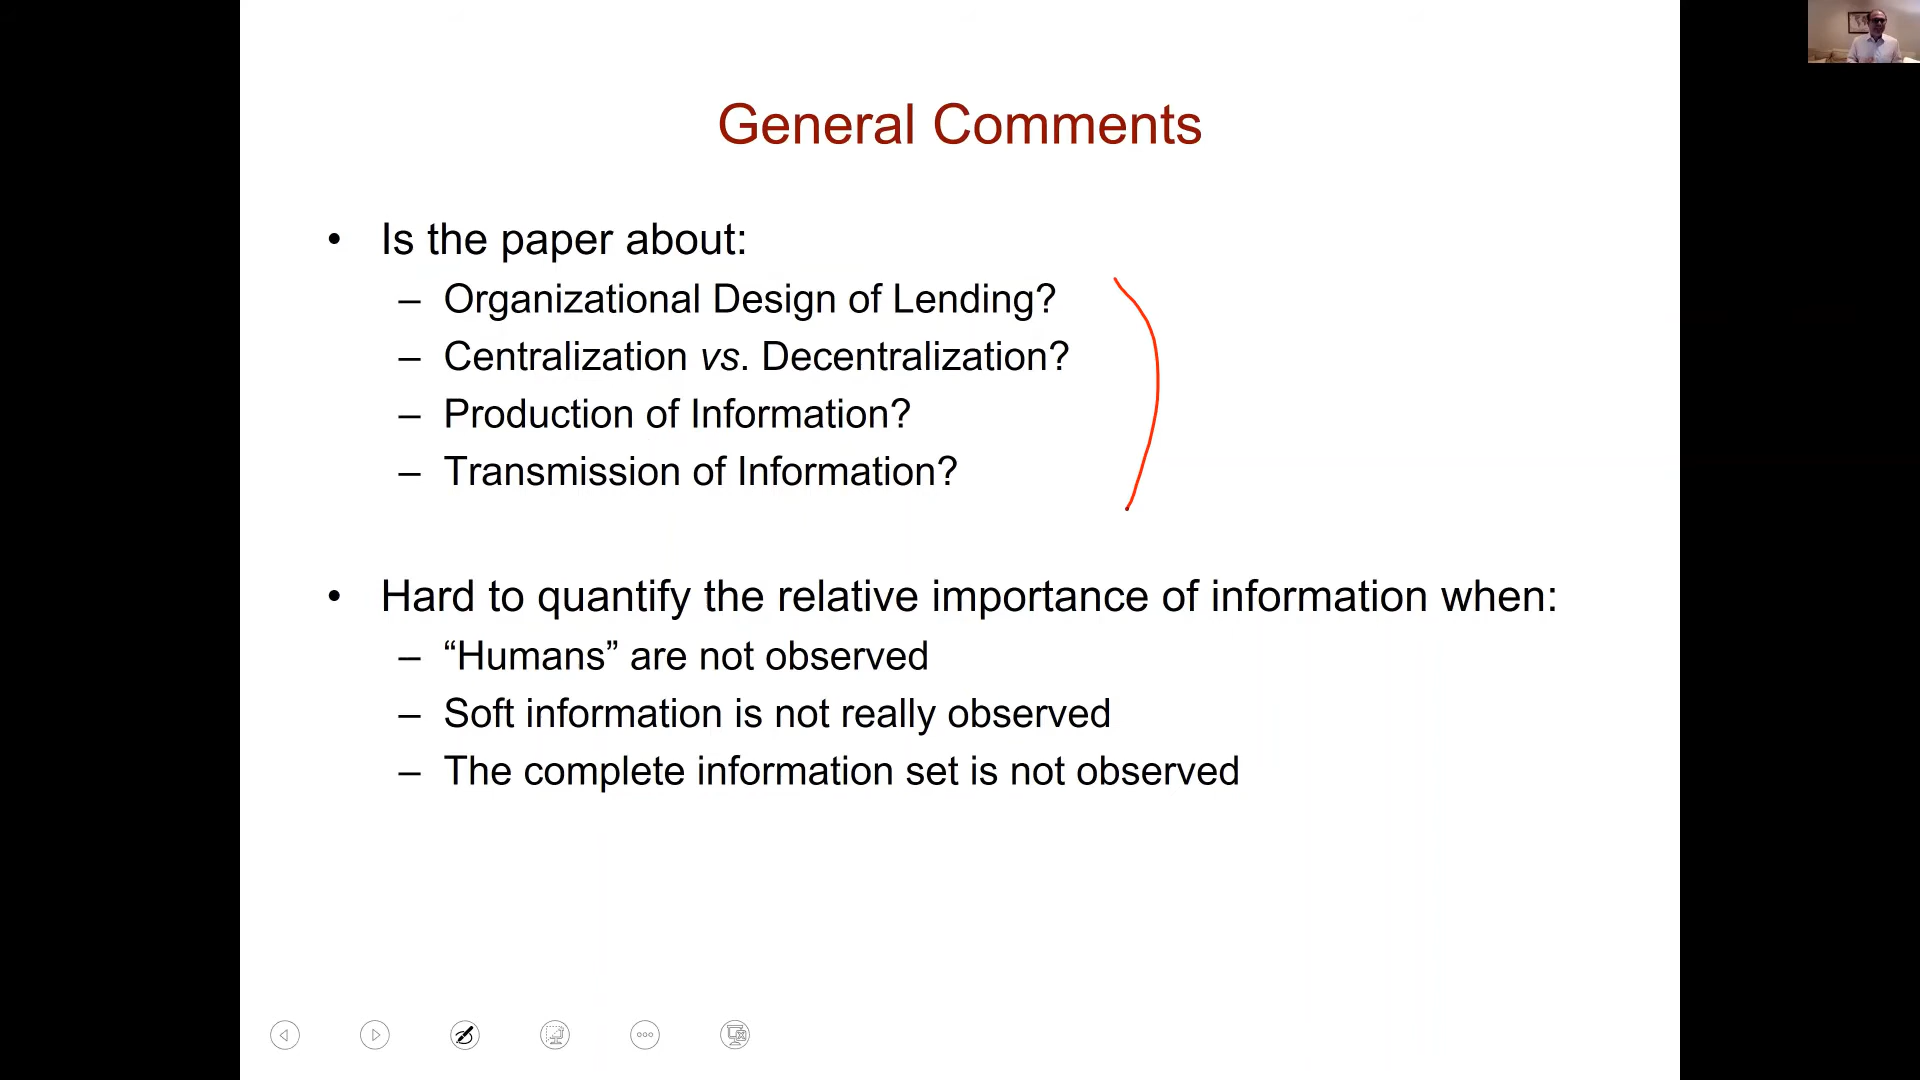 General Comments
• Is the paper about:
– Organizational Design of Lending?
– Centralization vs. Decentralization?
– Production of Information?
– Transmission of Information?
• Hard to quantify the relative importance of information when:
– “Humans” are not observed
– Soft information is not really observed
– The complete information set is not observed